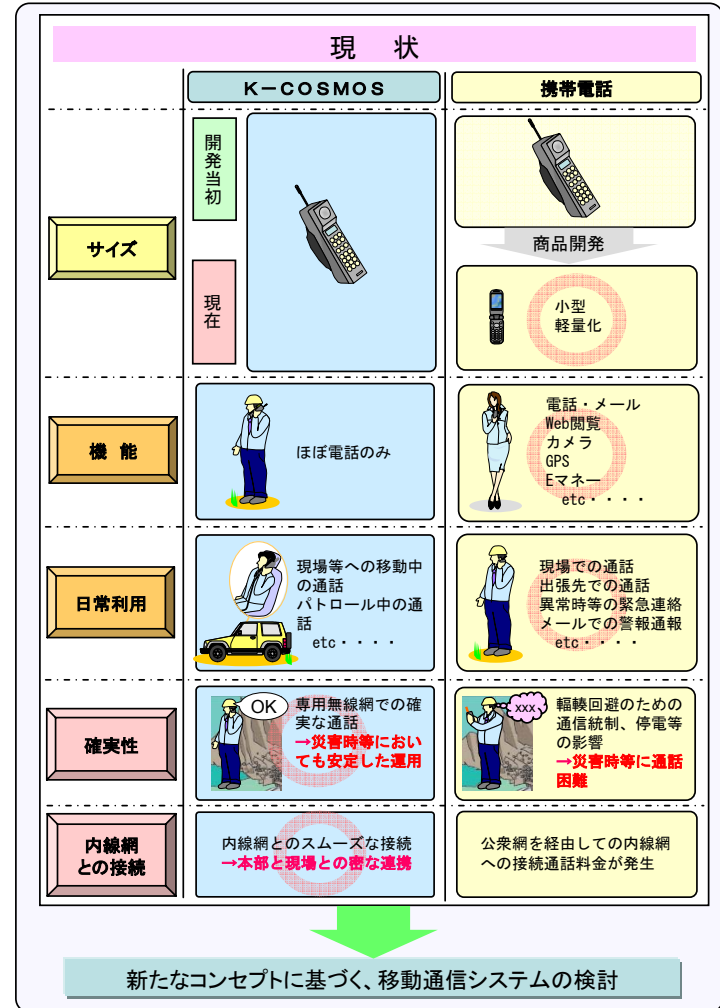 現　状
K－COSMOS
携帯電話
サイズ
開発当初
現在
商品開発
小型
軽量化
機 能
ほぼ電話のみ
電話・メール
Web閲覧
カメラ
GPS
Eマネー
etc・・・・
日常利用
現場等への移動中
の通話
パトロール中の通
話
etc・・・・
現場での通話
出張先での通話
異常時等の緊急連絡
メールでの警報通報
etc・・・・
確実性
OK
専用無線網での確
実な通話
→災害時等におい
ても安定した運用
xxx
輻輳回避のための
通信統制、停電等
の影響
→災害時等に通話
困難
内線網
との接続
内線網とのスムーズな接続
→本部と現場との密な連携
公衆網を経由しての内線網
への接続通話料金が発生
新たなコンセプトに基づく、移動通信システムの検討